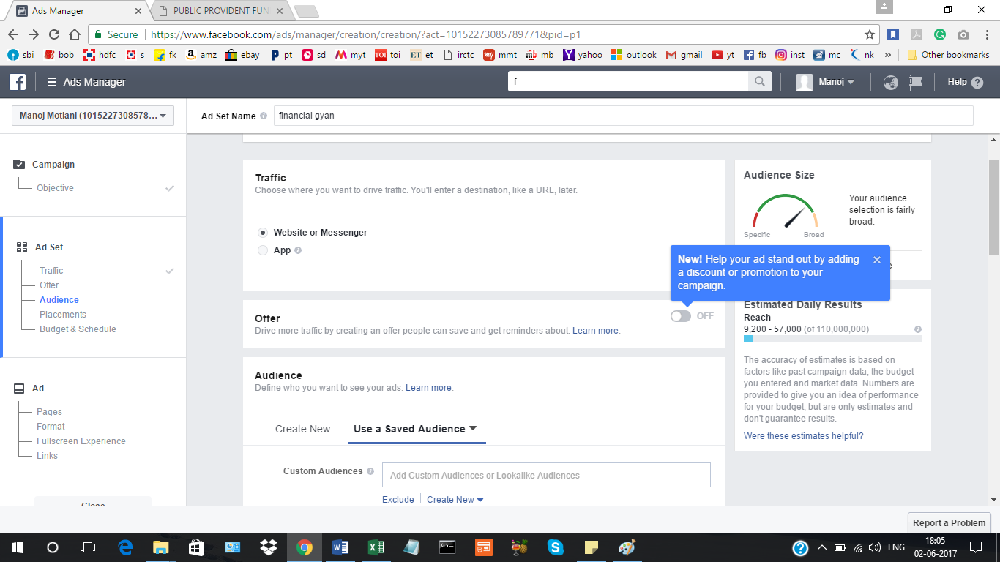 Ads Manager
PUBLIC PROVIDENT FUN
Secure
https://www.facebook.com/ads/manager/creation/creation/?act=101522730857897718&pid=p1
sbi bob hdfc s fk amz ebay pt sd myt toi et irctc mmt mb yahoo outlook gmail yt fb inst mc nk » Other bookmarks
Ads Manager
f
Manoj
Help
Manoj Motiani (1015227308578...
Ad Set Name
financial gyan
Campaign
Objective
Ad Set
Traffic
Offer
Audience
Placements
Budget & Schedule
Ad
Pages
Format
Fullscreen Experience
Links
Close
Traffic
Choose where you want to drive traffic. You'll enter a destination, like a URL, later.
Website or Messenger
App
Offer
OFF
Drive more traffic by creating an offer people can save and get reminders about. Learn more.
Audience
Define who you want to see your ads. Learn more.
Create New
Use a Saved Audience
Custom Audiences
Add Custom Audiences or Lookalike Audiences
Exclude
Create New
Audience Size
Your audience
selection is fairly
broad.
Specific
Broad
New! Help your ad stand out by adding
a discount or promotion to your
campaign.
Estimated Daily Results
Reach
9,200 - 57,000 (of 110,000,000)
The accuracy of estimates is based on
factors like past campaign data, the budget
you entered and market data. Numbers are
provided to give you an idea of performance
for your budget, but are only estimates and
don't guarantee results.
Were these estimates helpful?
Report a Problem
ENG
18:05
02-06-2017